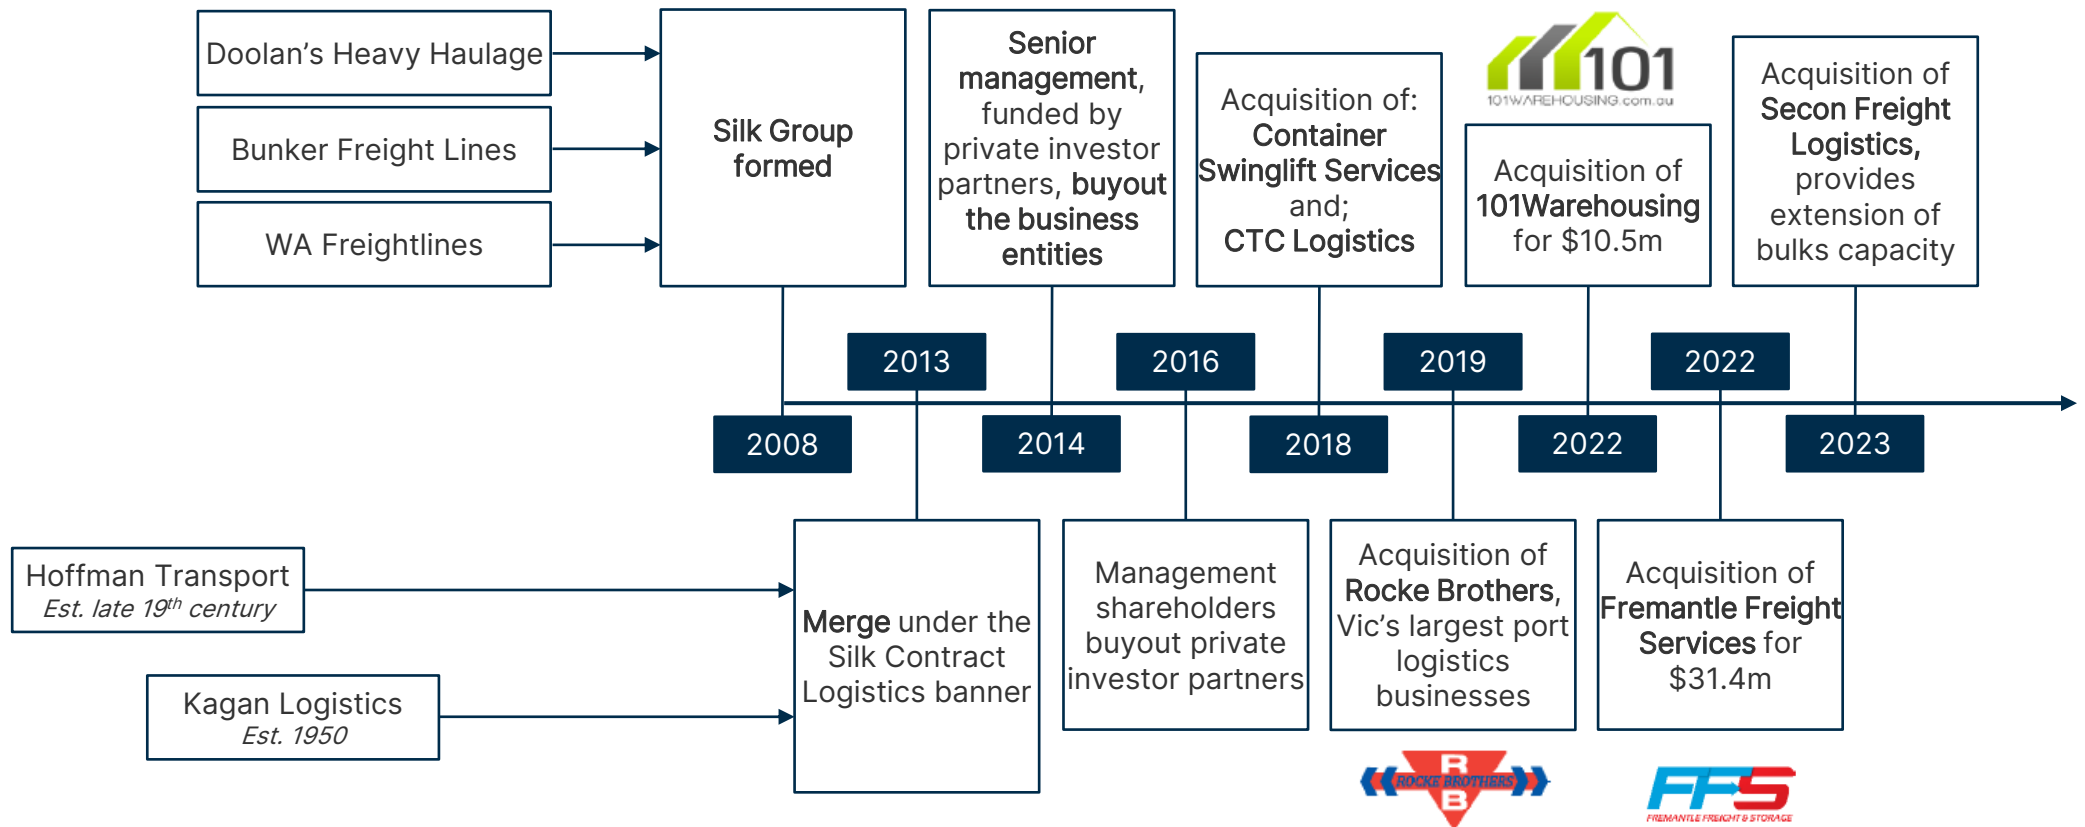 Doolan’s Heavy Haulage
Bunker Freight Lines
WA Freightlines
Silk Group
formed
Senior
management,
funded by
private investor
partners, buyout
the business
entities
Acquisition of:
Container
Swinglift Services
and;
CTC Logistics
101
101WAREHOUSING.com.au
Acquisition of
101Warehousing
for $10.5m
Acquisition of
Secon Freight
Logistics,
provides
extension of
bulks capacity
2013
2016
2019
2022
2008
2014
2018
2022
2023
Hoffman Transport
Est. late 19th century
Kagan Logistics
Est. 1950
Merge under the
Silk Contract
Logistics banner
Management
shareholders
buyout private
investor partners
Acquisition of
Rocke Brothers,
Vic’s largest port
logistics
businesses
Acquisition of
Fremantle Freight
Services for
$31.4m
R
ROCKE BROTHERS
B
FFS
FREMANTLE FREIGHT & STORAGE